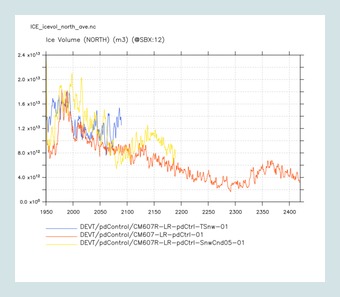 ICE_icevol_north_ave.nc
Ice Volume (NORTH) (m3) (@SBX:12)
2.4 x10¹³
2.0 x10¹³
1.6 x10¹³
1.2 x10¹³
8.0 x10¹²
4.0 x10¹²
0.0 x10⁰
1950 2000 2050 2100 2150 2200 2250 2300 2350 2400
DEVT/pdControl/CM607R-LR-pdCtrl-TSnw-01
DEVT/pdControl/CM607-LR-pdCtrl-01
DEVT/pdControl/CM607R-LR-pdCtrl-SnwCnd05-01